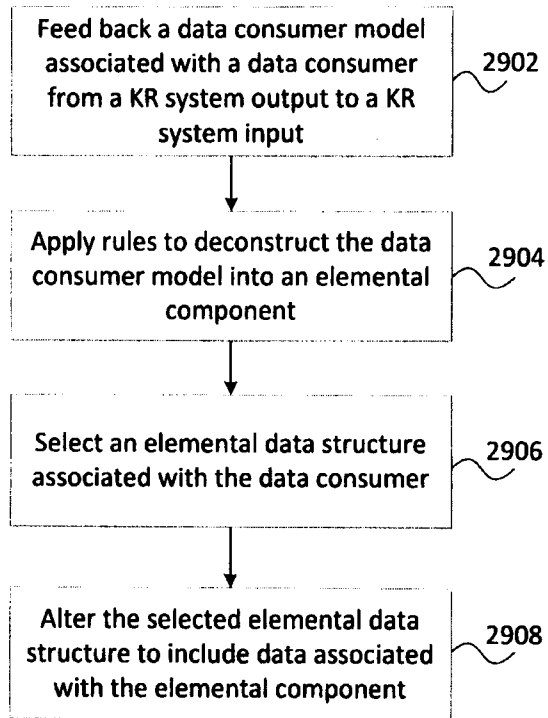 Feed back a data consumer model
associated with a data consumer
from a KR system output to a KR
system input
2902
Apply rules to deconstruct the data
consumer model into an elemental
component
2904
Select an elemental data structure
associated with the data consumer
2906
Alter the selected elemental data
structure to include data associated
with the elemental component
2908